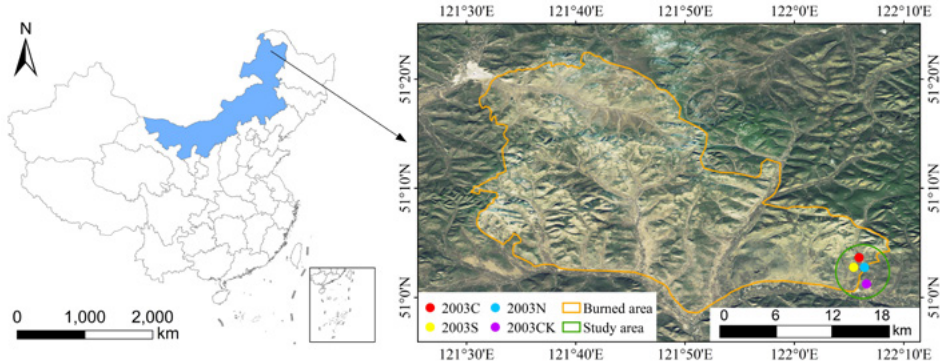 N
0 1,000 2,000
km
121°30'E 121°40'E 121°50'E 122°0'E 122°10'E
51°20'N 51°20'N
51°10'N 51°10'N
51°0'N 51°0'N
2003C 2003N Burned area
2003S 2003CK Study area
0 6 12 18
km
121°30'E 121°40'E 121°50'E 122°0'E 122°10'E